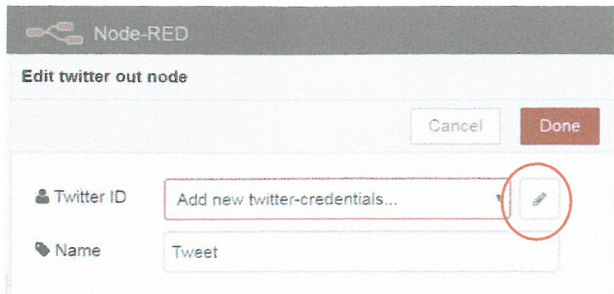 Node-RED
Edit twitter out node
Cancel Done
Twitter ID Add new twitter-credentials...
Name Tweet